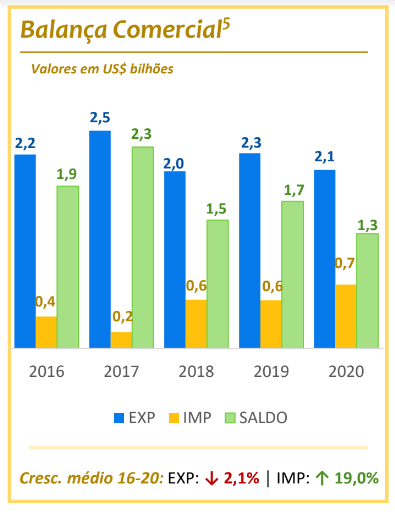 Balança Comercial5
Valores em US$ bilhões
2,2 2,5 2,0 2,3 2,1
1,9 2,3 1,5 1,7 1,3
0,4 0,2 0,6 0,6 0,7
2016 2017 2018 2019 2020
EXP IMP SALDO
Cresc. médio 16-20: EXP: ↓ 2,1% | IMP: ↑ 19,0%